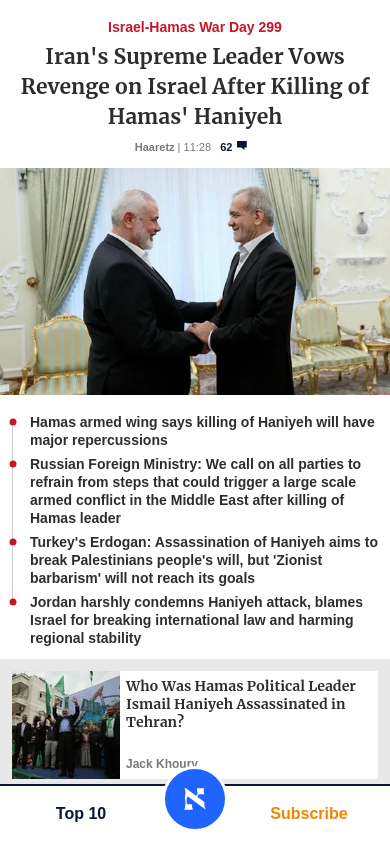 Israel-Hamas War Day 299
Iran's Supreme Leader Vows
Revenge on Israel After Killing of
Hamas' Haniyeh
Haaretz | 11:28 62
Hamas armed wing says killing of Haniyeh will have
major repercussions
Russian Foreign Ministry: We call on all parties to
refrain from steps that could trigger a large scale
armed conflict in the Middle East after killing of
Hamas leader
Turkey's Erdogan: Assassination of Haniyeh aims to
break Palestinians people's will, but 'Zionist
barbarism' will not reach its goals
Jordan harshly condemns Haniyeh attack, blames
Israel for breaking international law and harming
regional stability
Who Was Hamas Political Leader
Ismail Haniyeh Assassinated in
Tehran?
Jack Khoury
Top 10
Subscribe